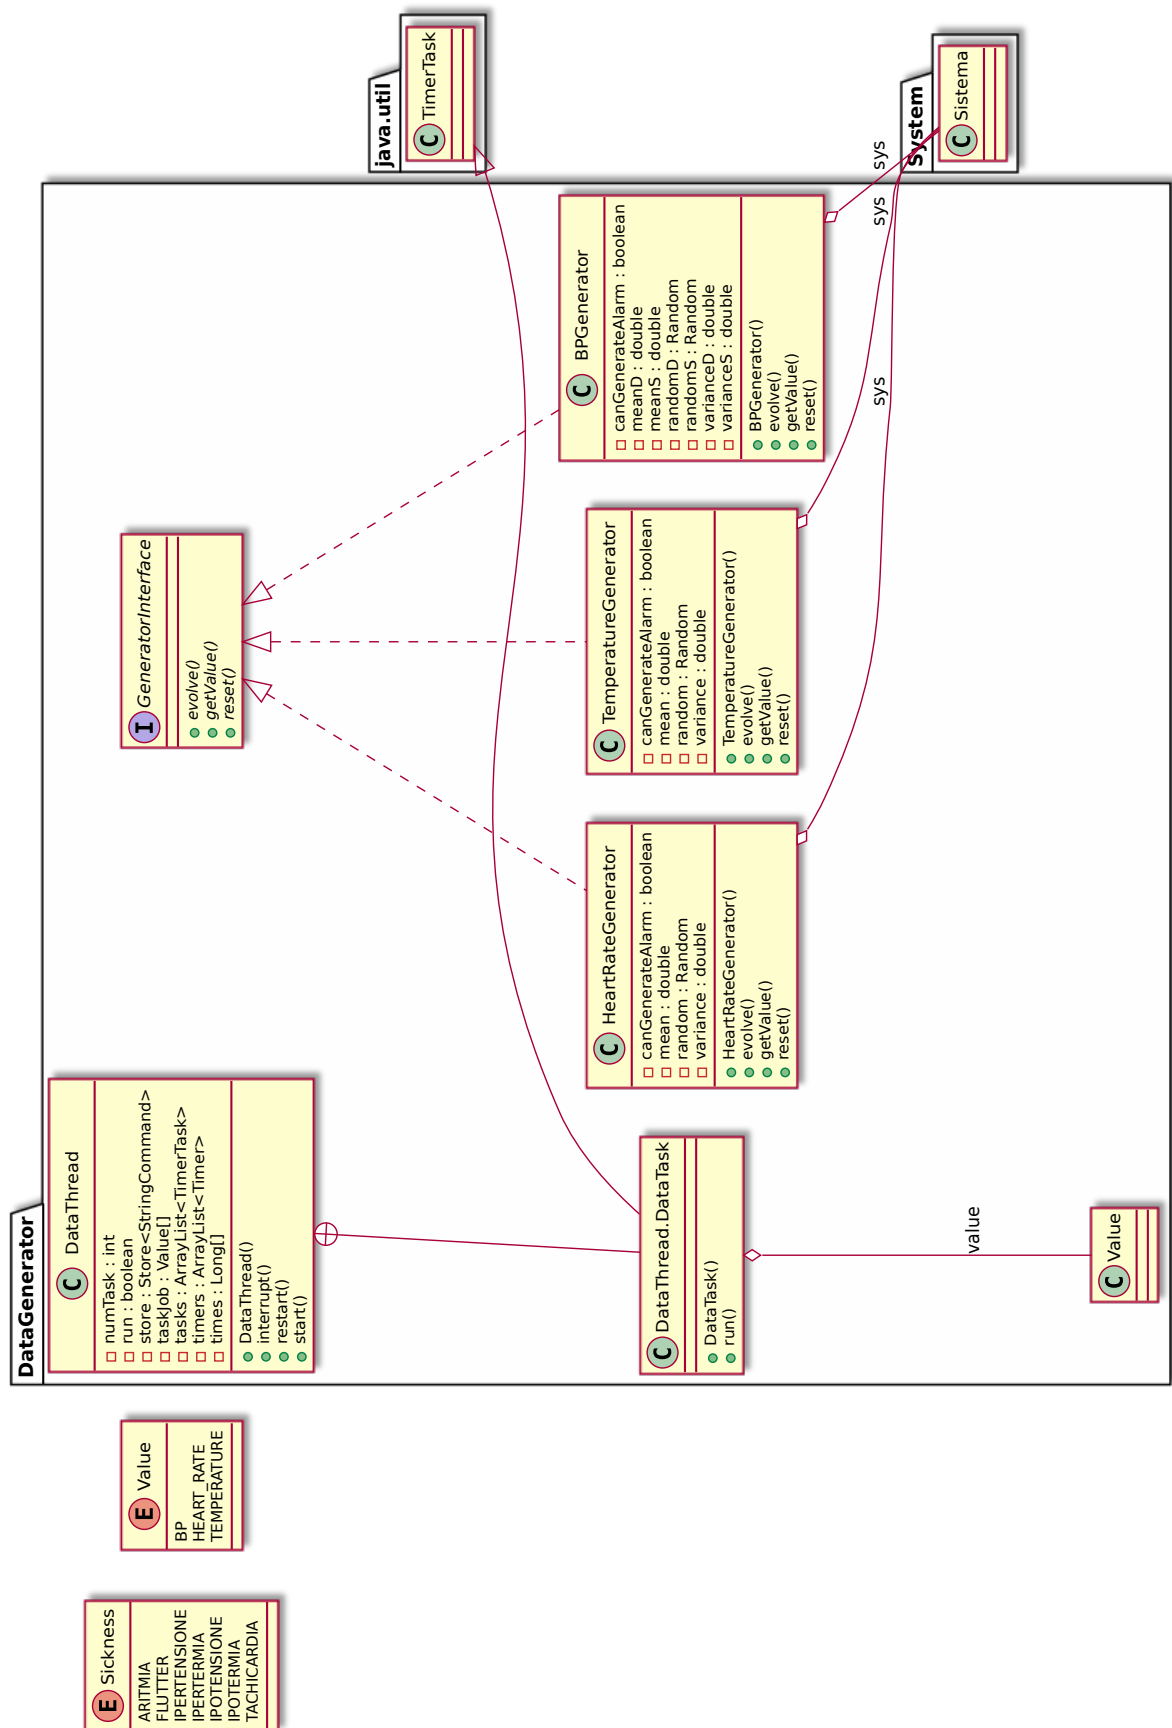 Sickness
E
ARITMIA
FLUTTER
IPERTENSIONE
IPERTERMIA
IPOTENSIONE
IPOTERMIA
TACHICARDIA
E
Value
BP
HEART_RATE
TEMPERATURE
DataGenerator
C
DataThread
numTask : int
run : boolean
store : Store<StringCommand>
taskJob : Value[]
tasks : ArrayList<TimerTask>
timers : ArrayList<Timer>
times : Long[]
DataThread()
interrupt()
restart()
start()
I
GeneratorInterface
evolve()
getValue()
reset()
C
DataThread.DataTask
DataTask()
run()
C
HeartRateGenerator
canGenerateAlarm : boolean
mean : double
random : Random
variance : double
HeartRateGenerator()
evolve()
getValue()
reset()
C
TemperatureGenerator
canGenerateAlarm : boolean
mean : double
random : Random
variance : double
TemperatureGenerator()
evolve()
getValue()
reset()
C
BPGenerator
canGenerateAlarm : boolean
meanD : double
meanS : double
randomD : Random
randomS : Random
varianceD : double
varianceS : double
BPGenerator()
evolve()
getValue()
reset()
value
C
Value
sys
sys
sys
java.util
C
TimerTask
System
C
Sistema